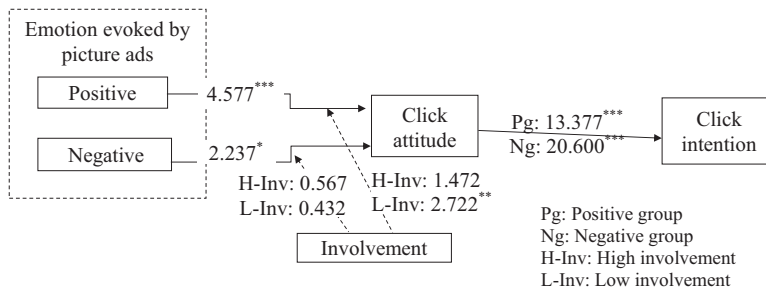 Emotion evoked by
picture ads
Positive
4.577***
Negative
2.237*
Click
attitude
Pg: 13.377***
Ng: 20.600***
Click
intention
H-Inv: 0.567
L-Inv: 0.432
H-Inv: 1.472
L-Inv: 2.722**
Involvement
Pg: Positive group
Ng: Negative group
H-Inv: High involvement
L-Inv: Low involvement